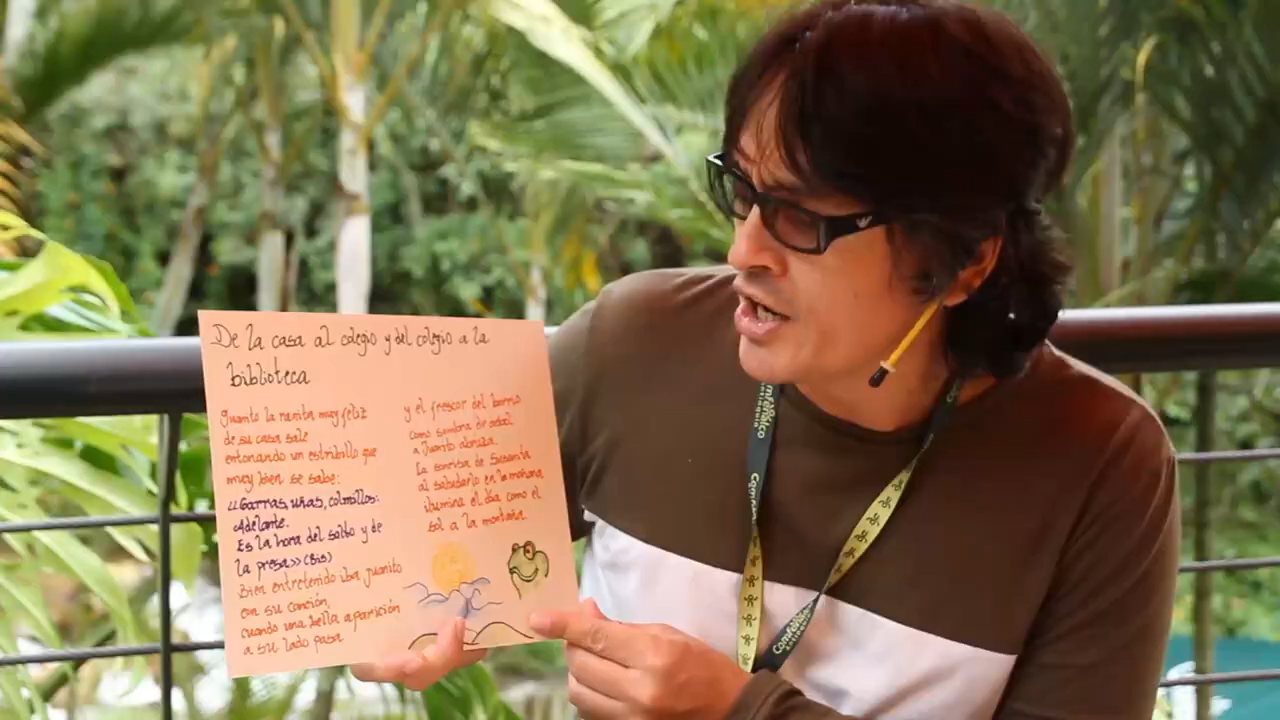 De la casa al colegio y del colegio a la
biblioteca
Juanito la ranita muy feliz
de su casa sale
entonando un estribillo que
muy bien se sabe:
«Garras, uñas, colmillos:
Adelante.
Es la hora del salto y de
la presa» (Bis)
Bien entretenido iba juanito
con su canción,
cuando una bella aparición
a su lado pasa
y el frescor del barrio
como sombra de árbol
a Juanito abraza.
La sonrisa de Susanita
al saludarlo en la mañana
ilumina el día como el
sol a la montaña.
Comfenalco